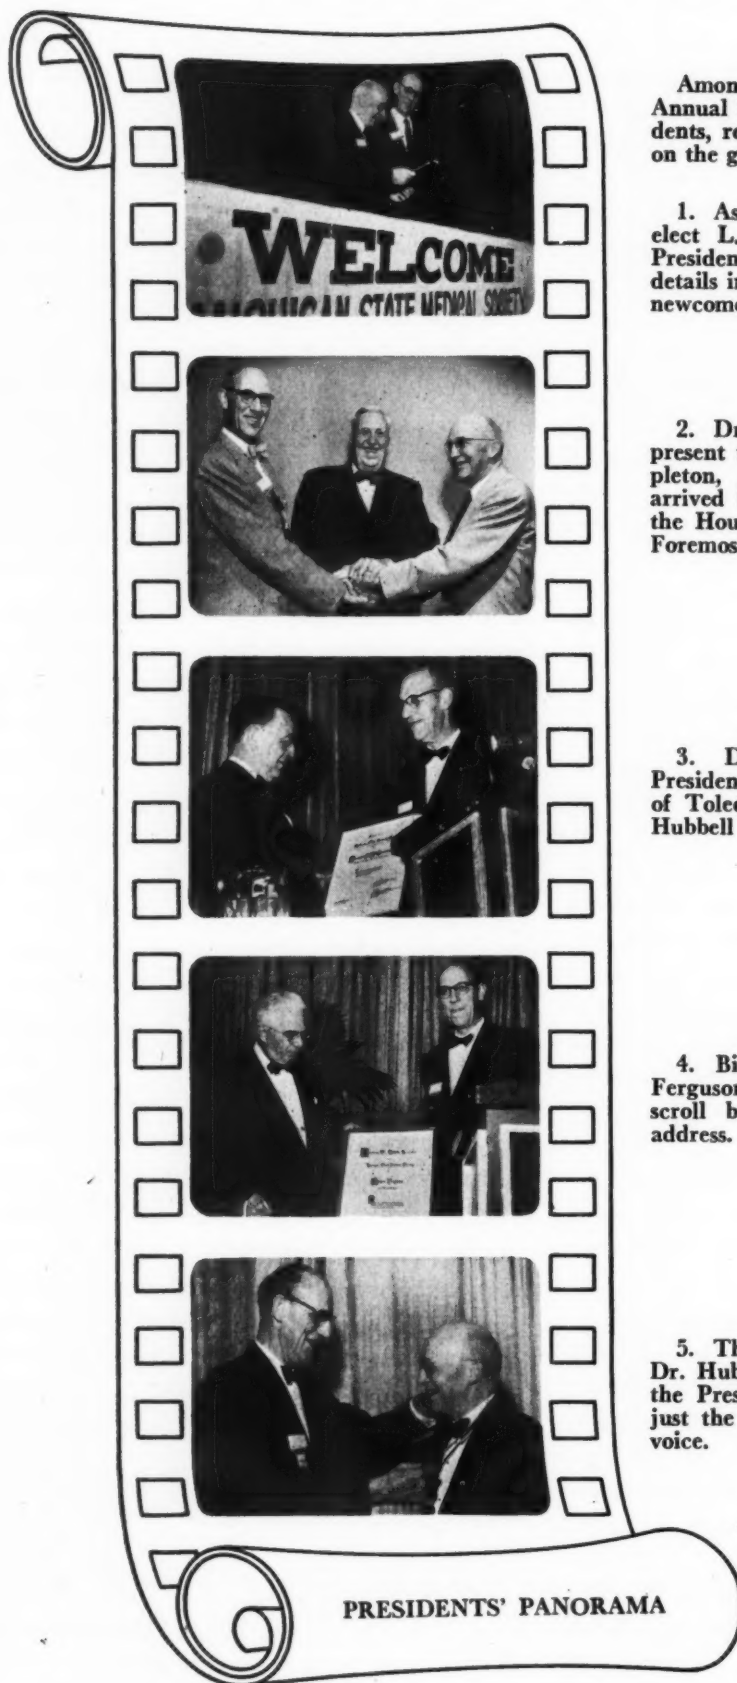 WELCOME
MICHIGAN STATE MEDICAL SOCIETY
Amon
Annual
dents, re
on the g
1. As
elect L.
Presiden
details in
newcome
2. Dr
present
pleton,
arrived
the Hou
Foremos
3. D
Presiden
of Toled
Hubbell
4. Bi
Ferguson
scroll b
address.
5. Th
Dr. Hub
the Pres
just the
voice.
PRESIDENTS' PANORAMA